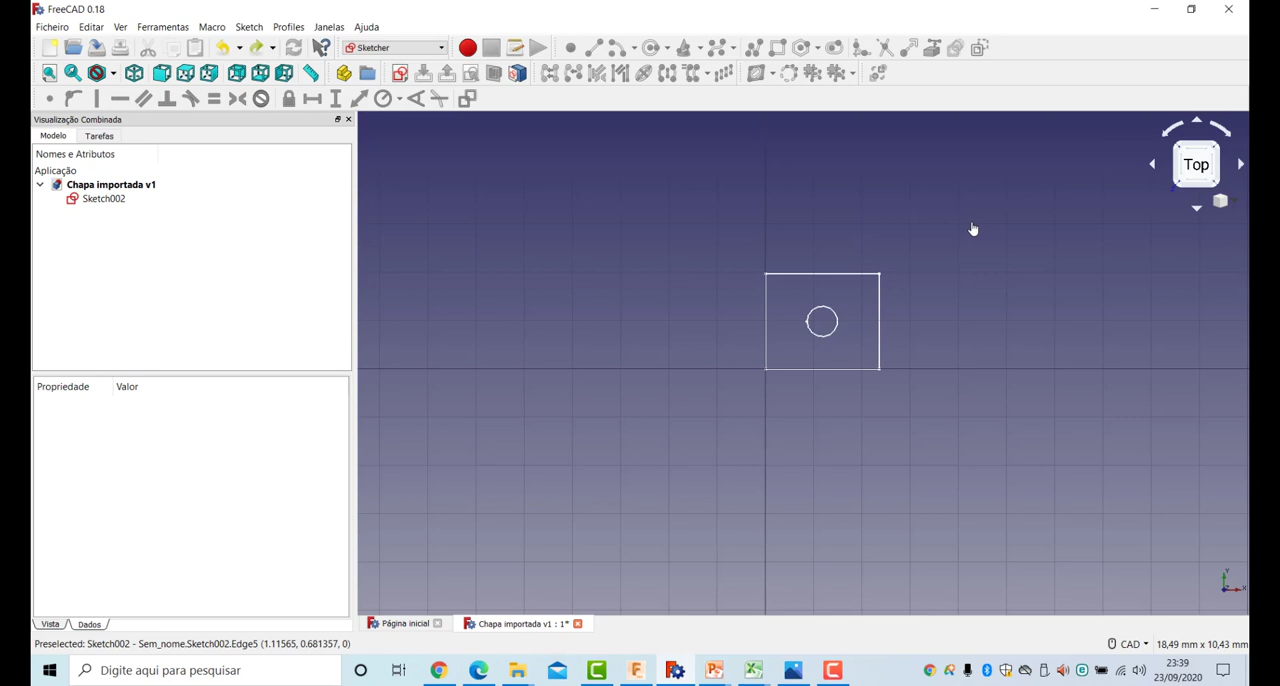 FreeCAD 0.18
Ficheiro Editar Ver Ferramentas Macro Sketch Profiles Janelas Ajuda
Sketcher
Visualização Combinada
Modelo Tarefas
Nomes e Atributos
Aplicação
Chapa importada v1
Sketch002
Top
Propriedade Valor
Y
X
Z
Vista Dados
Página inicial
Chapa importada v1 : 1*
Preselected: Sketch002 - Sem_nome.Sketch002.Edge5 (1.11565, 0.681357, 0)
CAD
18,49 mm x 10,43 mm
Digite aqui para pesquisar
23:39
23/09/2020